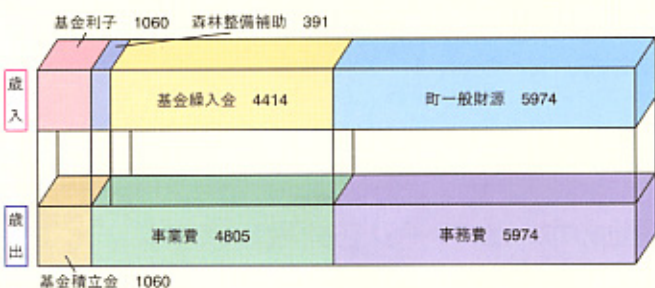 基金利子 1060 森林整備補助 391
歳入
基金繰入会 4414
町一般財源 5974
歳出
事業費 4805
事務費 5974
基金積立会 1060